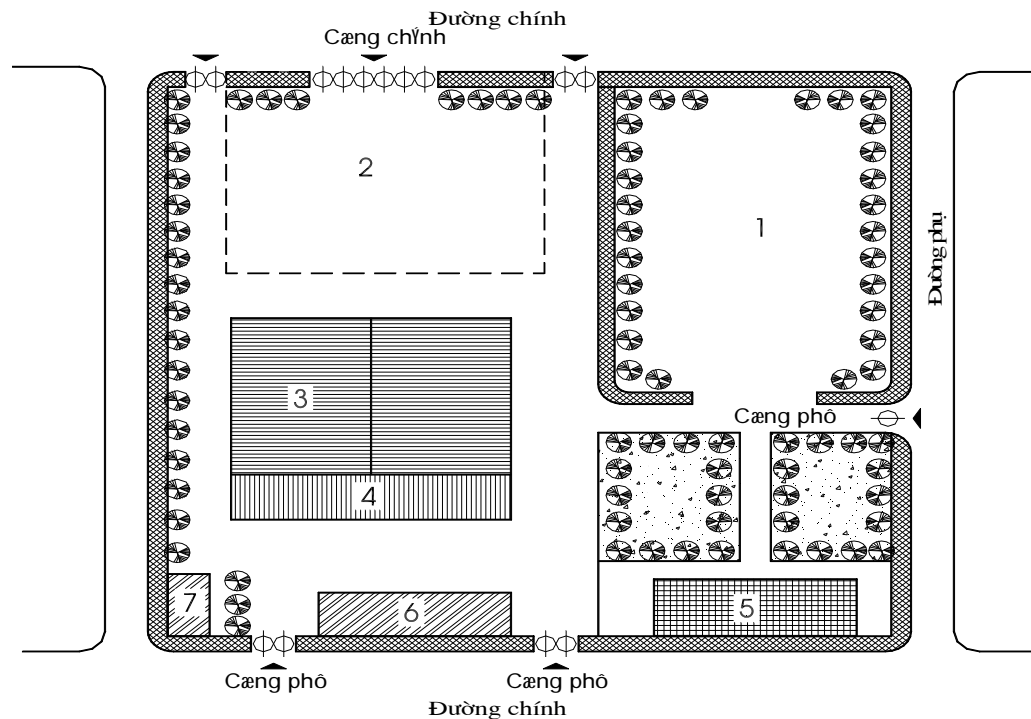 Đường chính
Cæng chÝnh
2
1
Đường phụ
3
Cæng phô
4
7
6
5
Cæng phô
Cæng phô
Đường chính